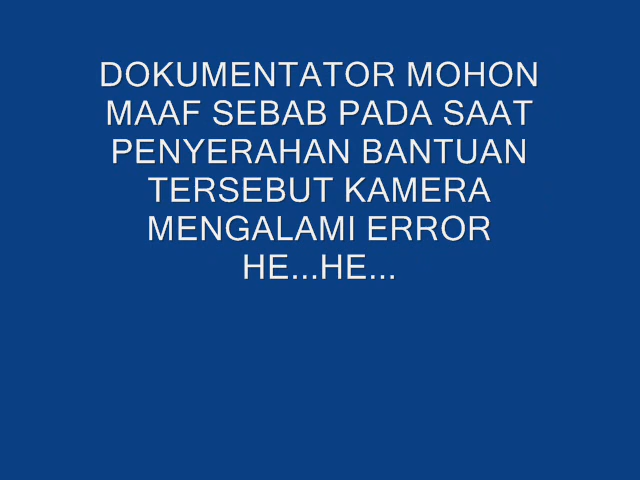 DOKUMENTATOR MOHON
MAAF SEBAB PADA SAAT
PENYERAHAN BANTUAN
TERSEBUT KAMERA
MENGALAMI ERROR
HE...HE...